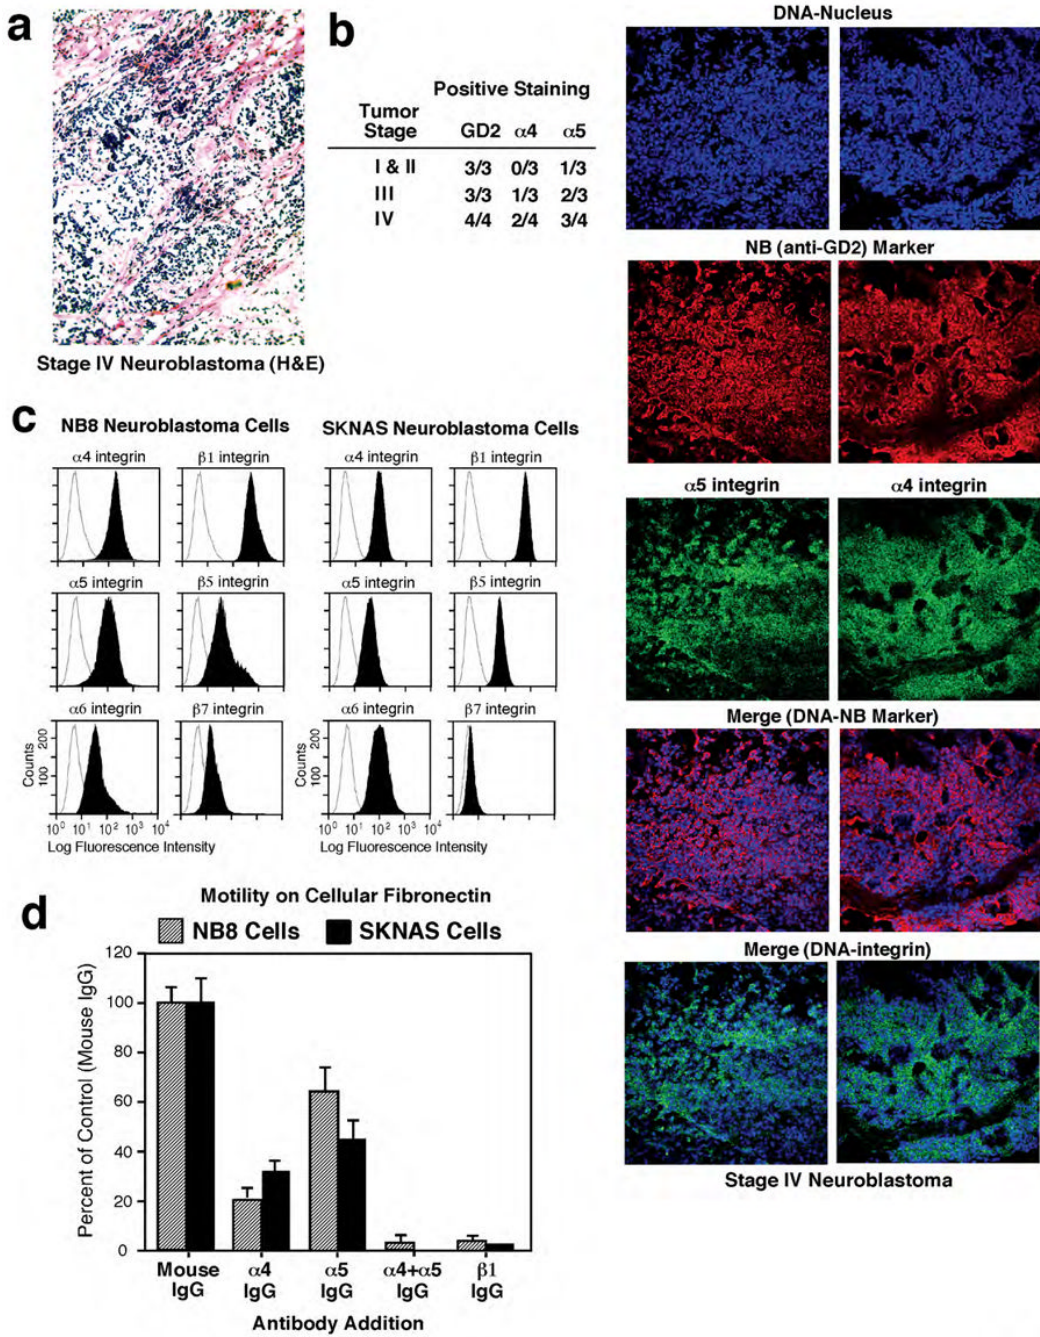 a
Stage IV Neuroblastoma (H&E)
b
Positive Staining
Tumor
Stage GD2 α4 α5
I & II 3/3 0/3 1/3
III 3/3 1/3 2/3
IV 4/4 2/4 3/4
DNA-Nucleus
NB (anti-GD2) Marker
α5 integrin α4 integrin
Merge (DNA-NB Marker)
Merge (DNA-integrin)
Stage IV Neuroblastoma
c
NB8 Neuroblastoma Cells SKNAS Neuroblastoma Cells
α4 integrin β1 integrin α4 integrin β1 integrin
α5 integrin β5 integrin α5 integrin β5 integrin
α6 integrin β7 integrin α6 integrin β7
Counts 100 200 Counts 100 200
10⁰ 10¹ 10² 10³ 10⁴ 10⁰ 10¹ 10² 10³ 10⁴
Log Fluorescence Intensity Log Fluorescence Intensity
d
Motility on Cellular Fibronectin
NB8 Cells SKNAS Cells
Percent of Control (Mouse IgG)
120
100
80
60
40
20
0
Mouse α4 α5 α4+α5 β1
IgG IgG IgG IgG IgG
Antibody Addition